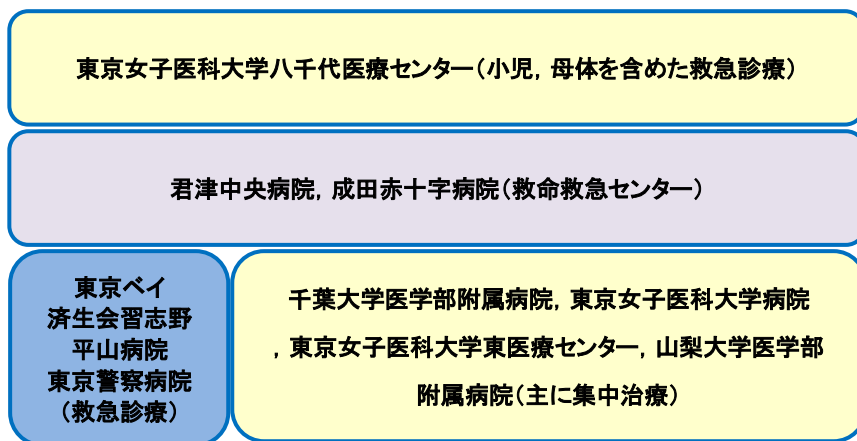 東京女子医科大学八千代医療センター(小児，母体を含めた救急診療)
君津中央病院，成田赤十字病院(救命救急センター)
東京ベイ
済生会習志野
平山病院
東京警察病院
(救急診療)
千葉大学医学部附属病院，東京女子医科大学病院
，東京女子医科大学東医療センター，山梨大学医学部
附属病院(主に集中治療)